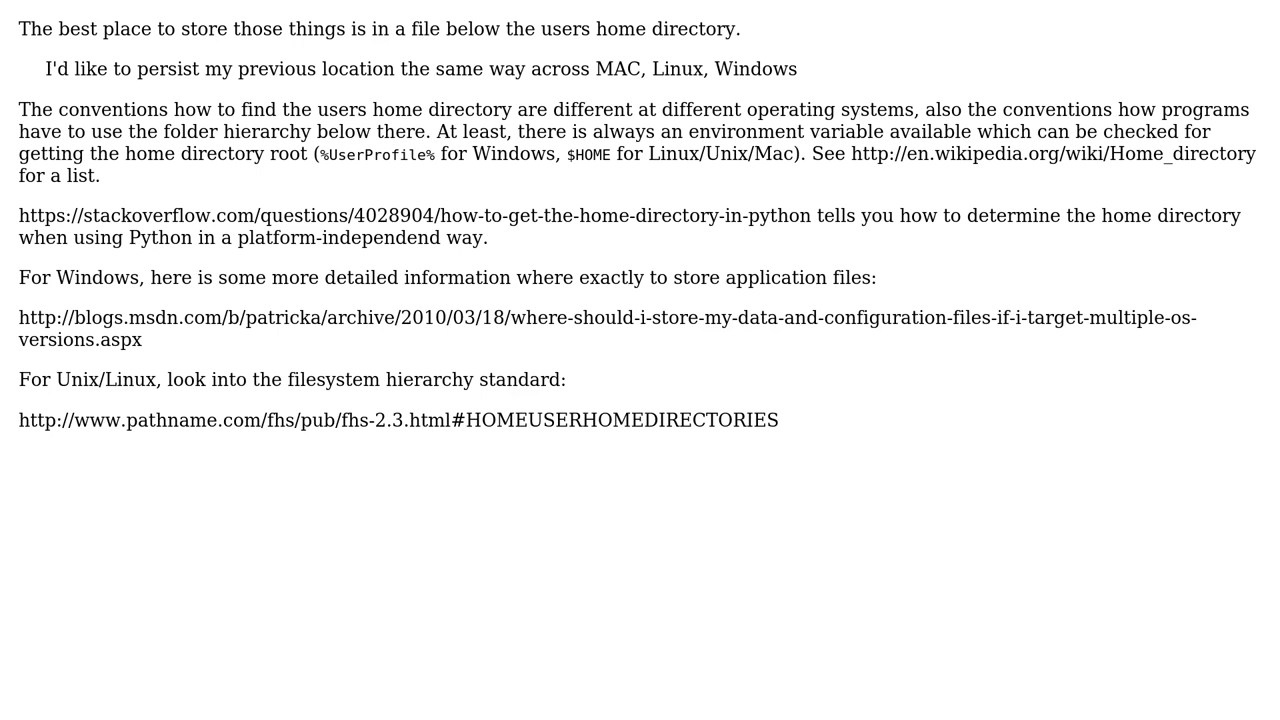 The best place to store those things is in a file below the users home directory.
I'd like to persist my previous location the same way across MAC, Linux, Windows
The conventions how to find the users home directory are different at different operating systems, also the conventions how programs
have to use the folder hierarchy below there. At least, there is always an environment variable available which can be checked for
getting the home directory root (%UserProfile% for Windows, $HOME for Linux/Unix/Mac). See http://en.wikipedia.org/wiki/Home_directory
for a list.
https://stackoverflow.com/questions/4028904/how-to-get-the-home-directory-in-python tells you how to determine the home directory
when using Python in a platform-independend way.
For Windows, here is some more detailed information where exactly to store application files:
http://blogs.msdn.com/b/patricka/archive/2010/03/18/where-should-i-store-my-data-and-configuration-files-if-i-target-multiple-os-
versions.aspx
For Unix/Linux, look into the filesystem hierarchy standard:
http://www.pathname.com/fhs/pub/fhs-2.3.html#HOMEUSERHOMEDIRECTORIES